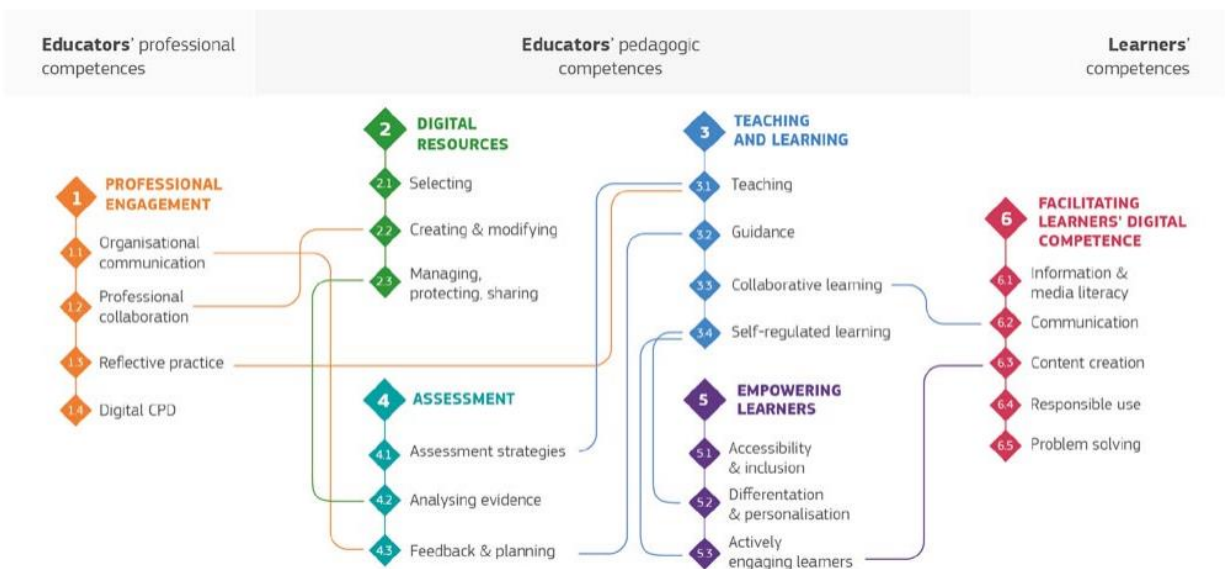 Educators' professional
competences
Educators' pedagogic
competences
Learners'
competences
1
PROFESSIONAL
ENGAGEMENT
1.1
Organisational
communication
1.2
Professional
collaboration
1.3
Reflective practice
1.4
Digital CPD
2
DIGITAL
RESOURCES
2.1
Selecting
2.2
Creating & modifying
2.3
Managing,
protecting, sharing
4
ASSESSMENT
4.1
Assessment strategies
4.2
Analysing evidence
4.3
Feedback & planning
3
TEACHING
AND LEARNING
3.1
Teaching
3.2
Guidance
3.3
Collaborative learning
3.4
Self-regulated learning
5
EMPOWERING
LEARNERS
5.1
Accessibility
& inclusion
5.2
Differentation
& personalisation
5.3
Actively
engaging learners
6
FACILITATING
LEARNERS' DIGITAL
COMPETENCE
6.1
Information &
media literacy
6.2
Communication
6.3
Content creation
6.4
Responsible use
6.5
Problem solving